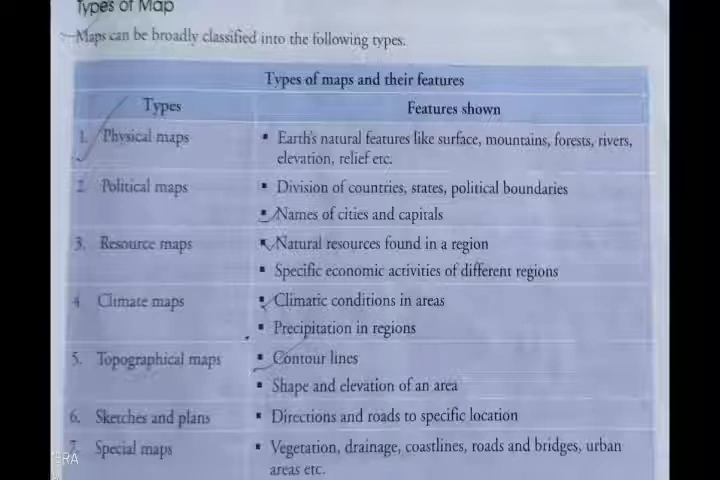 Types of Map
Maps can be broadly classified into the following types.
Types of maps and their features
Types
Features shown
1. Physical maps
▪ Earth's natural features like surface, mountains, forests, rivers,
elevation, relief etc.
2. Political maps
▪ Division of countries, states, political boundaries
▪ Names of cities and capitals
3. Resource maps
▪ Natural resources found in a region
▪ Specific economic activities of different regions
4. Climate maps
▪ Climatic conditions in areas
▪ Precipitation in regions
5. Topographical maps
▪ Contour lines
▪ Shape and elevation of an area
6. Sketches and plans
▪ Directions and roads to specific location
7. Special maps
▪ Vegetation, drainage, coastlines, roads and bridges, urban
areas etc.